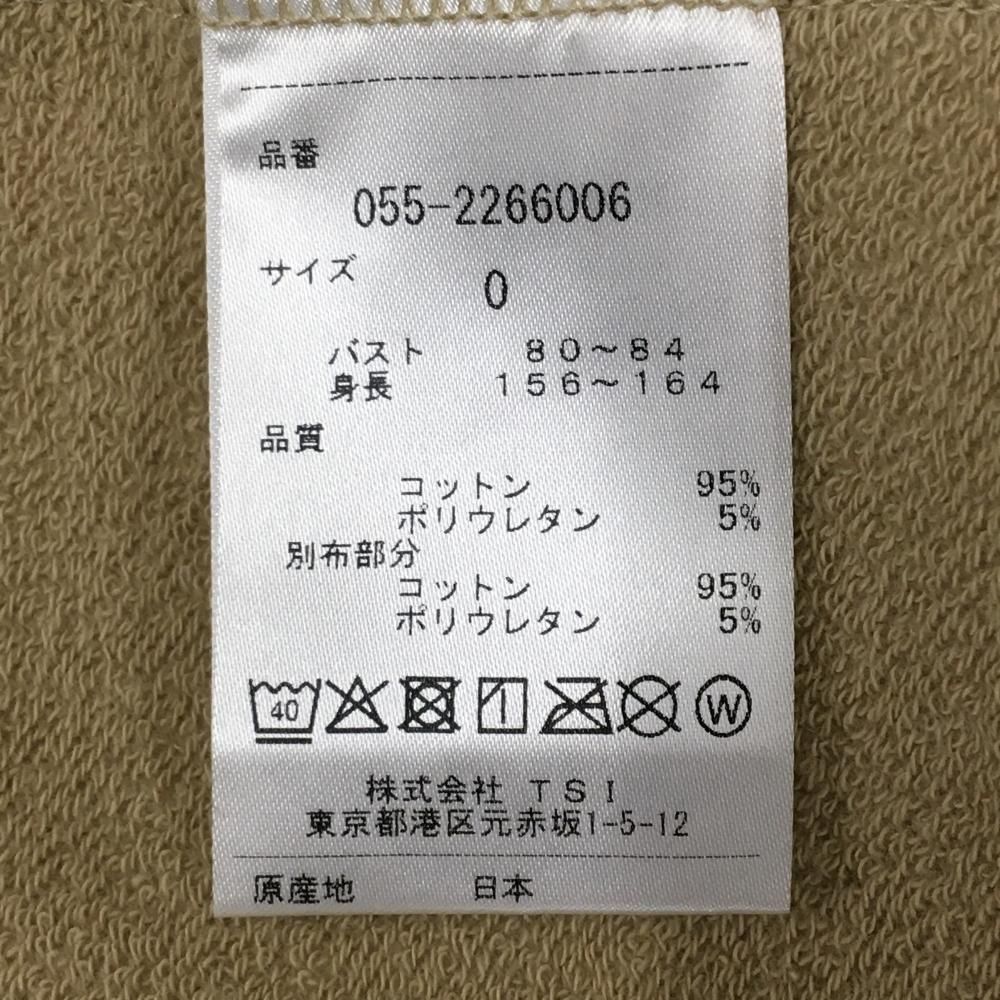 品番
055-2266006
サイズ 0
バスト 80～84
身長 156～164
品質
コットン 95%
ポリウレタン 5%
別布部分
コットン 95%
ポリウレタン 5%
40 W
株式会社 TSI
東京都港区元赤坂1-5-12
原産地 日本